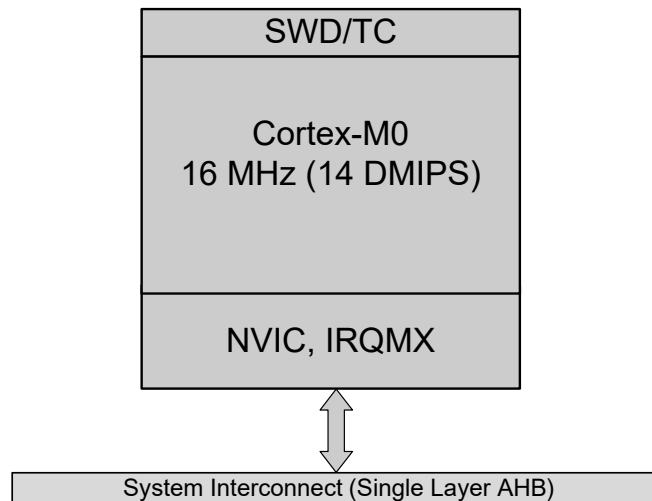 SWD/TC
Cortex-M0
16 MHz (14 DMIPS)
NVIC, IRQMX
System Interconnect (Single Layer AHB)